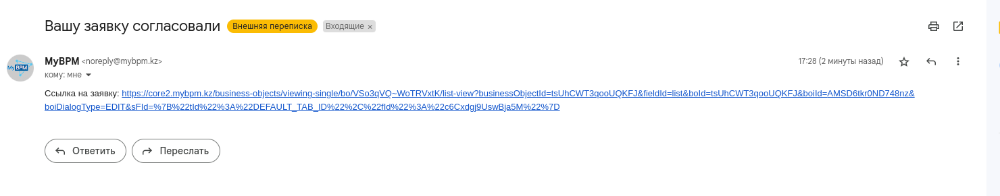 Вашу заявку согласовали Внешняя переписка Входящие ×
MyBPM
MyBPM <noreply@mybpm.kz> 17:28 (2 минуты назад)
кому: мне
Ссылка на заявку: https://core2.mybpm.kz/business-objects/viewing-single/bo/VSo3qVQ~WoTRVxtK/list-view?businessObjectId=tsUhCWT3qooUQKFJ&fieldId=list&boId=tsUhCWT3qooUQKFJ&boiId=AMSD6tkr0ND748nz&
boiDialogType=EDIT&sFId=%7B%22tId%22%3A%22DEFAULT_TAB_ID%22%2C%22fId%22%3A%22c6Cxdgj9UswBja5M%22%7D
Ответить Переслать